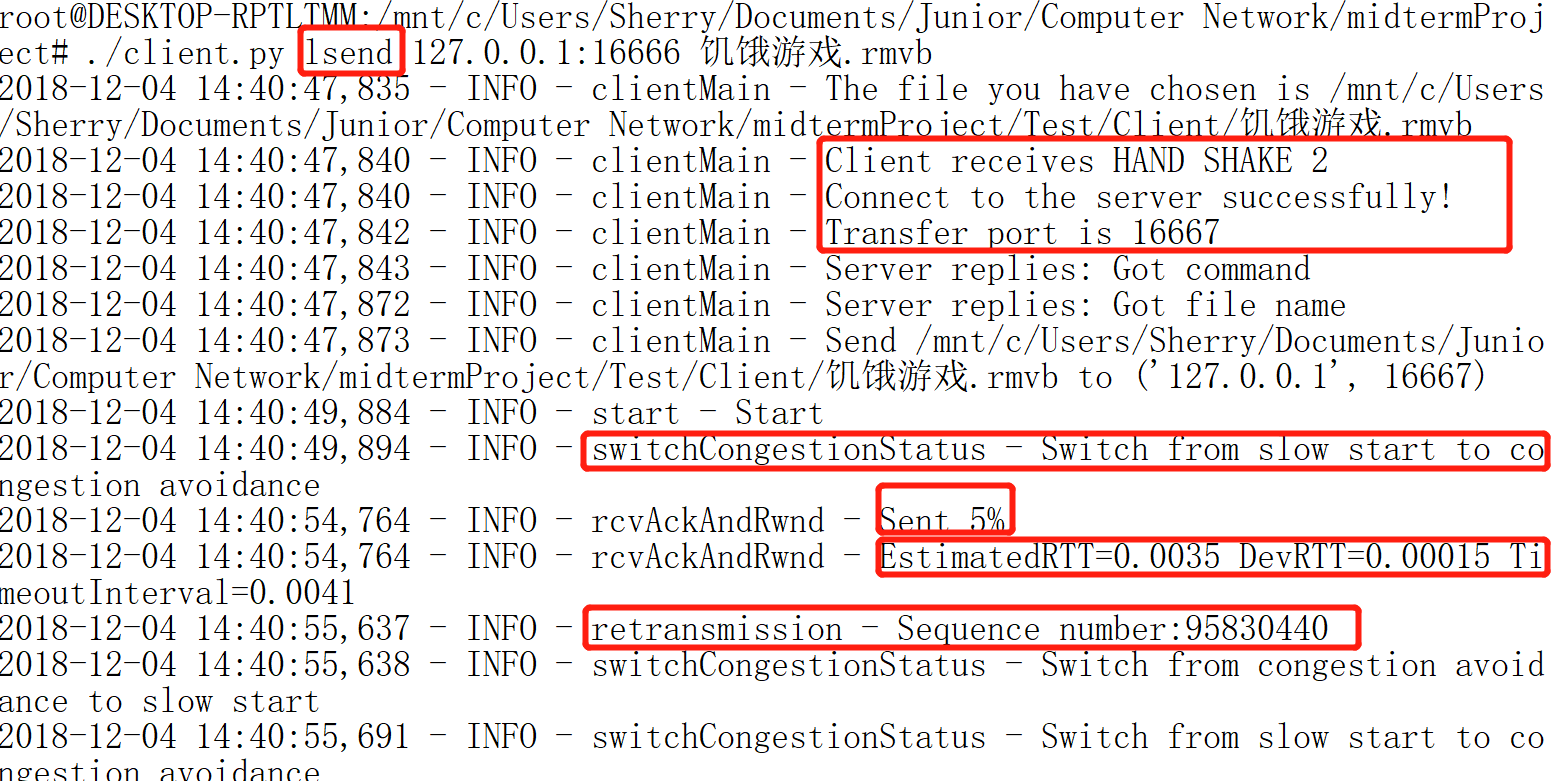 root@DESKTOP-RPTLTMM:/mnt/c/Users/Sherry/Documents/Junior/Computer Network/midtermProj
ect# ./client.py lsend 127.0.0.1:16666 饥饿游戏.rmvb
2018-12-04 14:40:47,835 - INFO - clientMain - The file you have chosen is /mnt/c/Users
/Sherry/Documents/Junior/Computer Network/midtermProject/Test/Client/饥饿游戏.rmvb
2018-12-04 14:40:47,840 - INFO - clientMain - Client receives HAND SHAKE 2
2018-12-04 14:40:47,840 - INFO - clientMain - Connect to the server successfully!
2018-12-04 14:40:47,842 - INFO - clientMain - Transfer port is 16667
2018-12-04 14:40:47,843 - INFO - clientMain - Server replies: Got command
2018-12-04 14:40:47,872 - INFO - clientMain - Server replies: Got file name
2018-12-04 14:40:47,873 - INFO - clientMain - Send /mnt/c/Users/Sherry/Documents/Junio
r/Computer Network/midtermProject/Test/Client/饥饿游戏.rmvb to ('127.0.0.1', 16667)
2018-12-04 14:40:49,884 - INFO - start - Start
2018-12-04 14:40:49,894 - INFO - switchCongestionStatus - Switch from slow start to co
ngestion avoidance
2018-12-04 14:40:54,764 - INFO - rcvAckAndRwnd - Sent 5%
2018-12-04 14:40:54,764 - INFO - rcvAckAndRwnd - EstimatedRTT=0.0035 DevRTT=0.00015 Ti
meoutInterval=0.0041
2018-12-04 14:40:55,637 - INFO - retransmission - Sequence number:95830440
2018-12-04 14:40:55,638 - INFO - switchCongestionStatus - Switch from congestion avoid
ance to slow start
2018-12-04 14:40:55,691 - INFO - switchCongestionStatus - Switch from slow start to co
ngestion avoidance